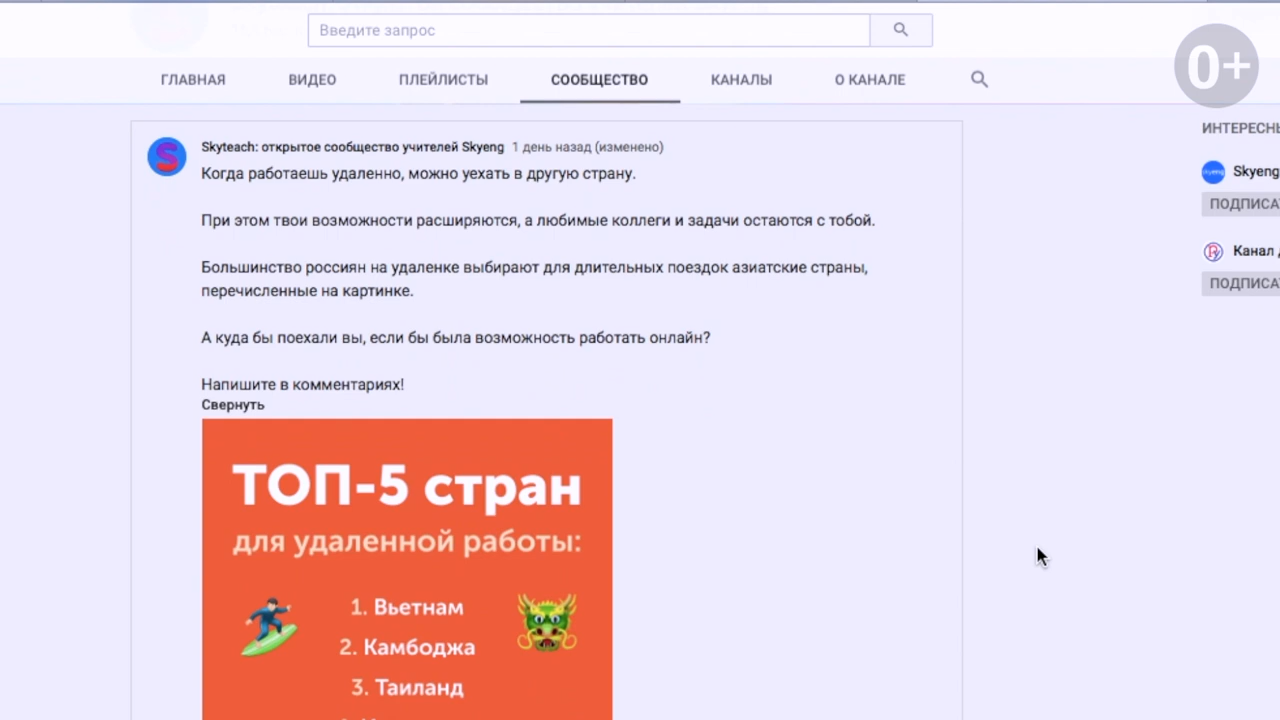 Введите запрос
0+
ГЛАВНАЯ ВИДЕО ПЛЕЙЛИСТЫ СООБЩЕСТВО КАНАЛЫ О КАНАЛЕ
Skyteach: открытое сообщество учителей Skyeng 1 день назад (изменено)
Когда работаешь удаленно, можно уехать в другую страну.
При этом твои возможности расширяются, а любимые коллеги и задачи остаются с тобой.
Большинство россиян на удаленке выбирают для длительных поездок азиатские страны,
перечисленные на картинке.
А куда бы поехали вы, если бы была возможность работать онлайн?
Напишите в комментариях!
Свернуть
ТОП-5 стран
для удаленной работы:
1. Вьетнам
2. Камбоджа
3. Таиланд
ИНТЕРЕСНЫ
Skyeng
ПОДПИСАТ
Канал
ПОДПИСАТ